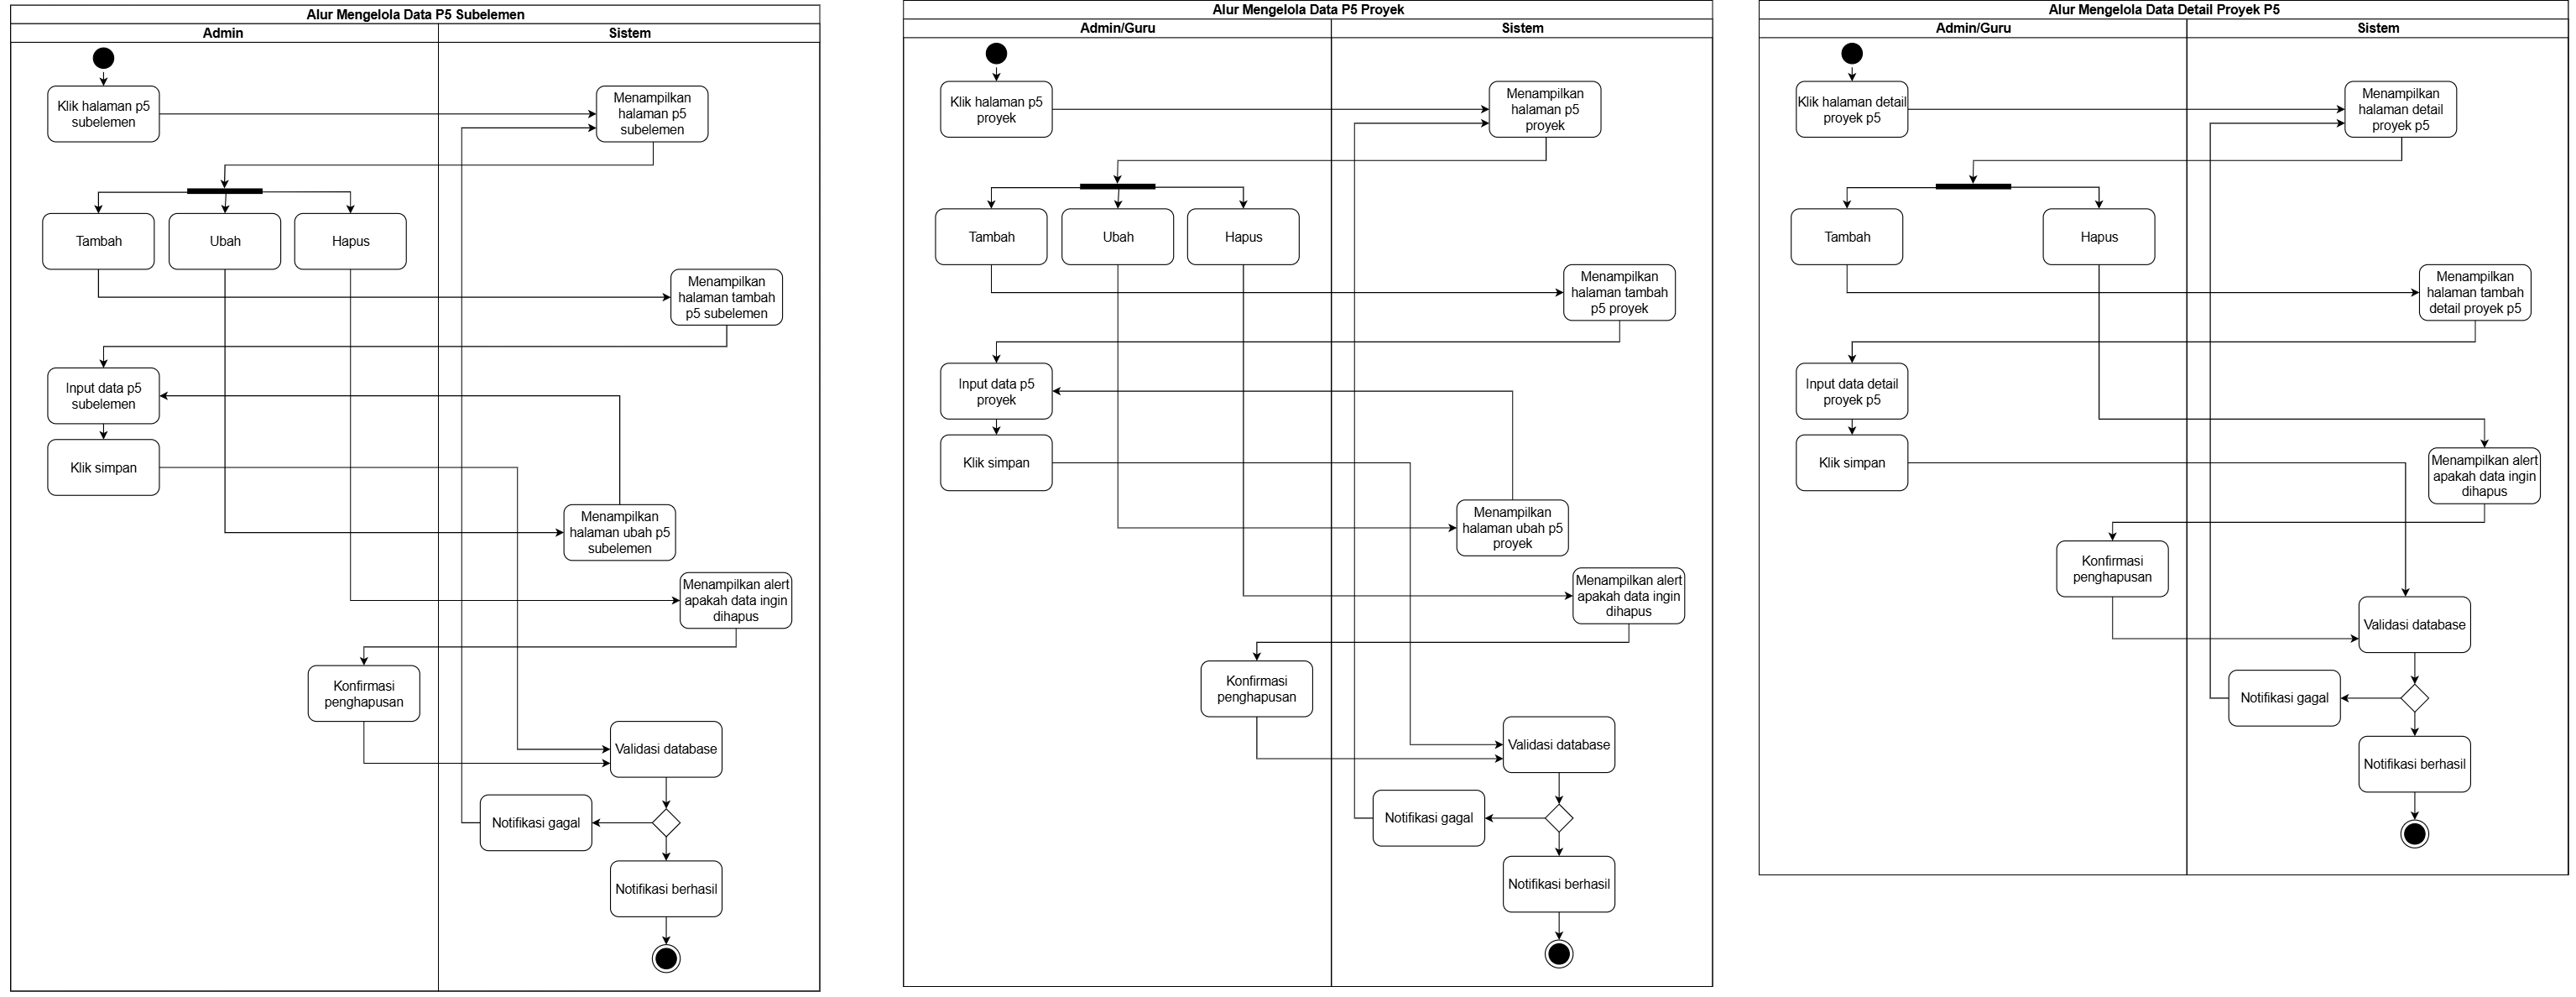 Alur Mengelola Data P5 Subelemen
Admin
Sistem
Klik halaman p5
subelemen
Menampilkan
halaman p5
subelemen
Tambah
Ubah
Hapus
Menampilkan
halaman tambah
p5 subelemen
Input data p5
subelemen
Klik simpan
Menampilkan
halaman ubah p5
subelemen
Menampilkan alert
apakah data ingin
dihapus
Konfirmasi
penghapusan
Validasi database
Notifikasi gagal
Notifikasi berhasil
Alur Mengelola Data P5 Proyek
Admin/Guru
Sistem
Klik halaman p5
proyek
Menampilkan
halaman p5
proyek
Tambah
Ubah
Hapus
Menampilkan
halaman tambah
p5 proyek
Input data p5
proyek
Klik simpan
Menampilkan
halaman ubah p5
proyek
Menampilkan alert
apakah data ingin
dihapus
Konfirmasi
penghapusan
Validasi database
Notifikasi gagal
Notifikasi berhasil
Alur Mengelola Data Detail Proyek P5
Admin/Guru
Sistem
Klik halaman detail
proyek p5
Menampilkan
halaman detail
proyek p5
Tambah
Hapus
Menampilkan
halaman tambah
detail proyek p5
Input data detail
proyek p5
Klik simpan
Menampilkan alert
apakah data ingin
dihapus
Konfirmasi
penghapusan
Validasi database
Notifikasi gagal
Notifikasi berhasil